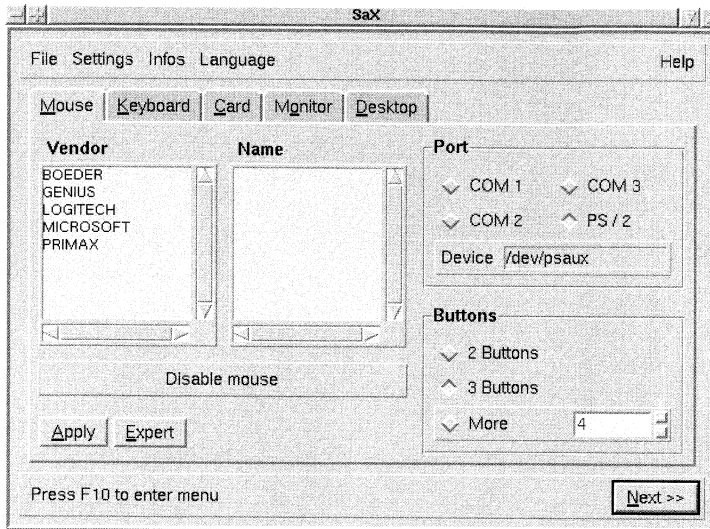 SaX
File Settings Infos Language Help
Mouse Keyboard Card Monitor Desktop
Vendor
Name
BOEDER
GENIUS
LOGITECH
MICROSOFT
PRIMAX
Disable mouse
Apply Expert
Port
COM 1 COM 3
COM 2 PS / 2
Device /dev/psaux
Buttons
2 Buttons
3 Buttons
More 4
Press F10 to enter menu
Next >>